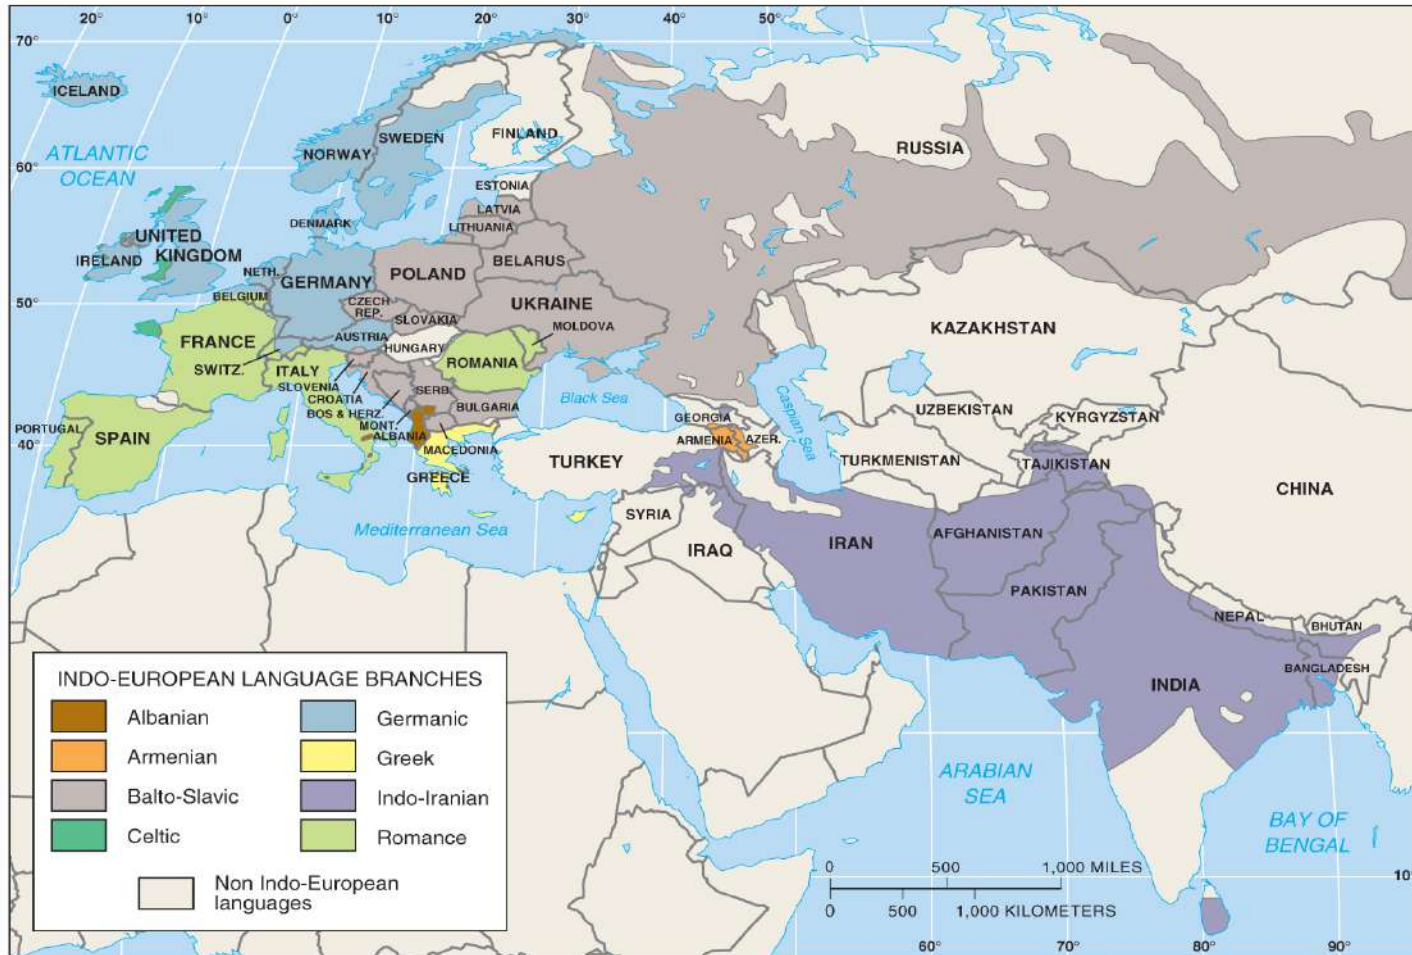 10°
0°
10°
20°
30°
40°
50°
70°
60°
50°
40°
ICELAND
ATLANTIC
OCEAN
NORWAY
SWEDEN
FINLAND
RUSSIA
ESTONIA
LATVIA
LITHUANIA
DENMARK
UNITED
KINGDOM
IRELAND
NETH.
BELGIUM
GERMANY
POLAND
BELARUS
CZECH
REP.
SLOVAKIA
UKRAINE
MOLDOVA
FRANCE
SWITZ.
AUSTRIA
HUNGARY
ROMANIA
ITALY
SLOVENIA
CROATIA
BOS & HERZ.
SERB.
MONT.
ALBANIA
BULGARIA
MACEDONIA
GREECE
PORTUGAL
SPAIN
Black Sea
Caspian Sea
Mediterranean Sea
GEORGIA
ARMENIA
AZER.
TURKEY
SYRIA
IRAQ
IRAN
KAZAKHSTAN
UZBEKISTAN
KYRGYZSTAN
TURKMENISTAN
TAJIKISTAN
AFGHANISTAN
PAKISTAN
CHINA
NEPAL
BHUTAN
BANGLADESH
INDIA
ARABIAN
SEA
BAY OF
BENGAL
INDO-EUROPEAN LANGUAGE BRANCHES
Albanian
Armenian
Balto-Slavic
Celtic
Germanic
Greek
Indo-Iranian
Romance
Non Indo-European
languages
0 500 1,000 MILES
0 500 1,000 KILOMETERS
10°
60°
70°
80°
90°